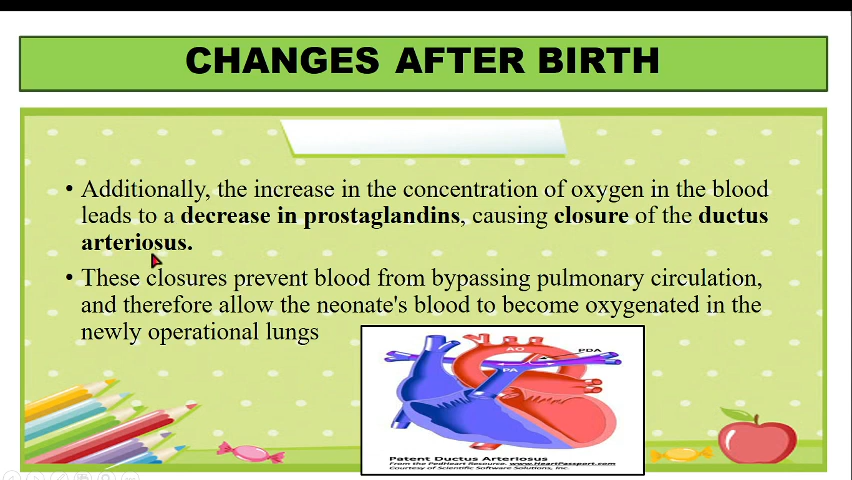 CHANGES AFTER BIRTH
• Additionally, the increase in the concentration of oxygen in the blood
leads to a decrease in prostaglandins, causing closure of the ductus
arteriosus.
• These closures prevent blood from bypassing pulmonary circulation,
and therefore allow the neonate's blood to become oxygenated in the
newly operational lungs
AO
PDA
PA
Patent Ductus Arteriosus
From the PedHeart Resource. www.HeartPassport.com
Courtesy of Scientific Software Solutions, Inc.